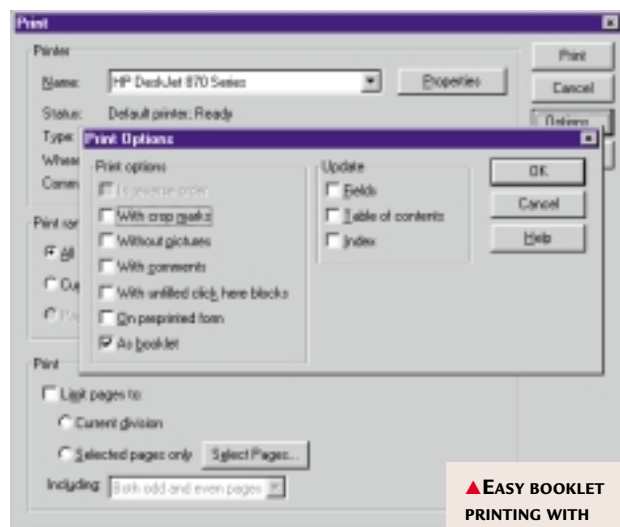 Print
Printer
Name: HP DeskJet 870 Series Properties
Status: Default printer; Ready
Type:
Where
Comm
Print
Cancel
Options
Print Options
Print options
In reverse order
With crop marks
Without pictures
With comments
With unfilled click here blocks
On preprinted form
As booklet
Update
Fields
Table of contents
Index
OK
Cancel
Help
Print ran
All
Cu
Print
Limit pages to:
Current division
Selected pages only Select Pages...
Including: Both odd and even pages
▲EASY BOOKLET
PRINTING WITH